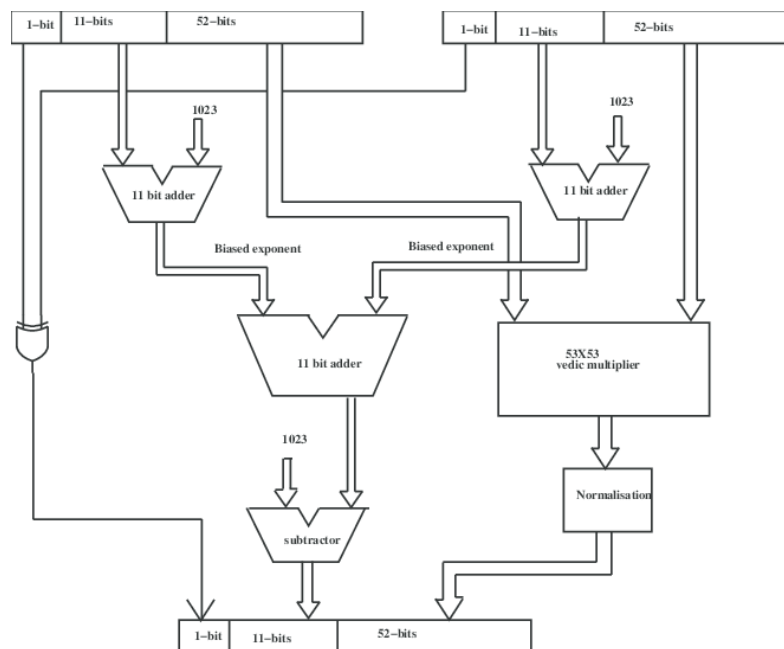 1-bit 11-bits 52-bits
1-bit 11-bits 52-bits
1023
1023
11 bit adder
11 bit adder
Biased exponent
Biased exponent
11 bit adder
53X53
vedic multiplier
1023
Normalisation
subtractor
1-bit 11-bits 52-bits